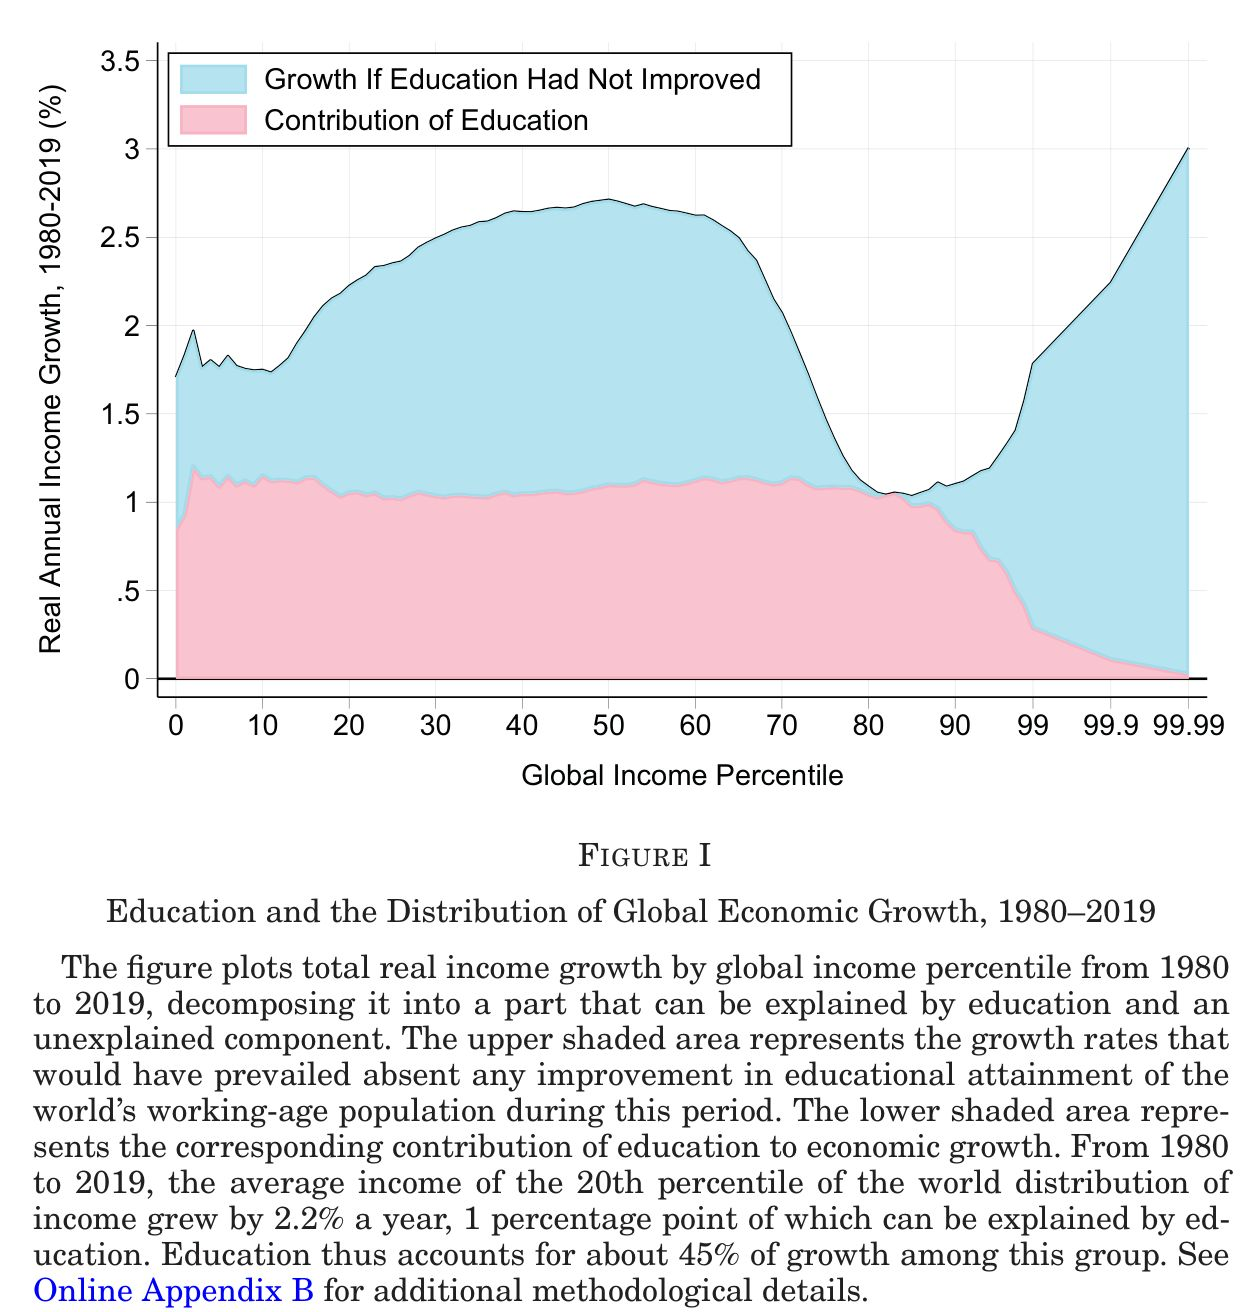 3.5
3
2.5
2
1.5
1
.5
0
Real Annual Income Growth, 1980-2019 (%)
Growth If Education Had Not Improved
Contribution of Education
0 10 20 30 40 50 60 70 80 90 99 99.9 99.99
Global Income Percentile
FIGURE I
Education and the Distribution of Global Economic Growth, 1980–2019
The figure plots total real income growth by global income percentile from 1980
to 2019, decomposing it into a part that can be explained by education and an
unexplained component. The upper shaded area represents the growth rates that
would have prevailed absent any improvement in educational attainment of the
world's working-age population during this period. The lower shaded area repre-
sents the corresponding contribution of education to economic growth. From 1980
to 2019, the average income of the 20th percentile of the world distribution of
income grew by 2.2% a year, 1 percentage point of which can be explained by ed-
ucation. Education thus accounts for about 45% of growth among this group. See
Online Appendix B for additional methodological details.